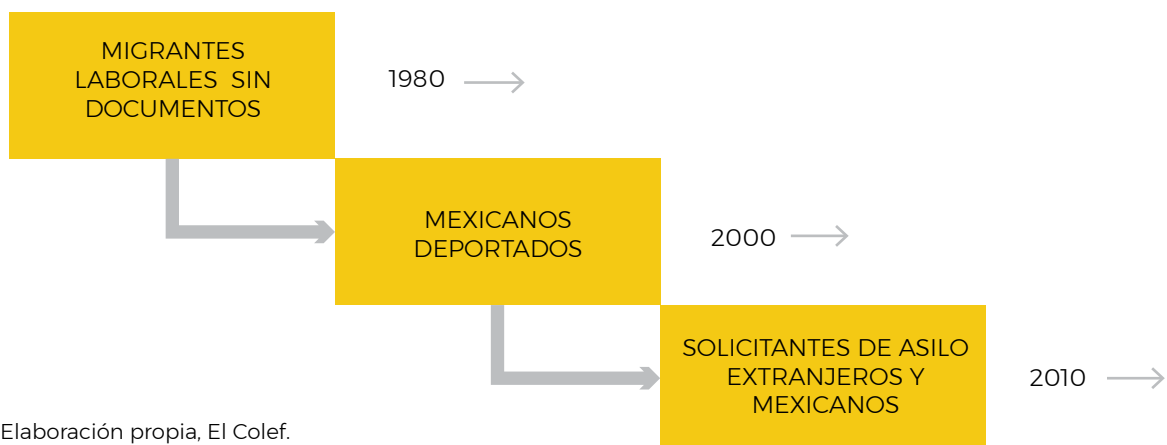 MIGRANTES
LABORALES SIN
DOCUMENTOS
1980
MEXICANOS
DEPORTADOS
2000
SOLICITANTES DE ASILO
EXTRANJEROS Y
MEXICANOS
2010
Elaboración propia, El Colef.